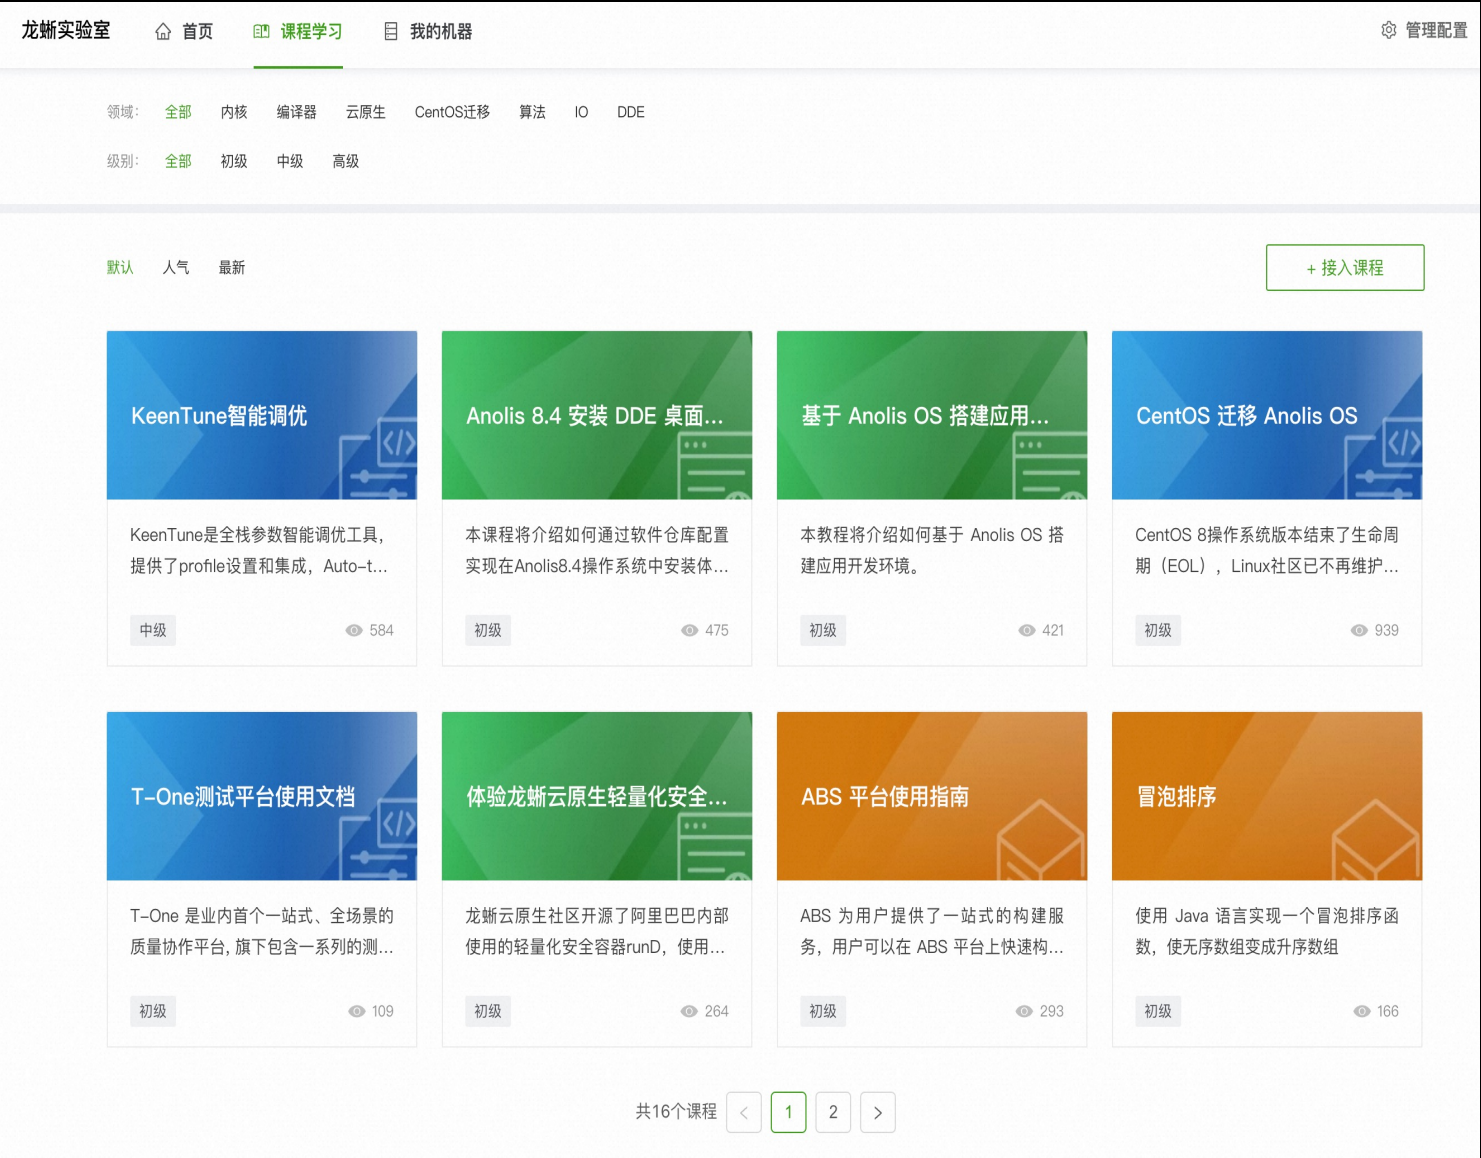 龙蜥实验室 首页 课程学习 我的机器 管理配置
领域： 全部 内核 编译器 云原生 CentOS迁移 算法 IO DDE
级别： 全部 初级 中级 高级
默认 人气 最新 + 接入课程
KeenTune智能调优
KeenTune是全栈参数智能调优工具，
提供了profile设置和集成，Auto-t...
中级 584
Anolis 8.4 安装 DDE 桌面...
本课程将介绍如何通过软件仓库配置
实现在Anolis8.4操作系统中安装体...
初级 475
基于 Anolis OS 搭建应用...
本教程将介绍如何基于 Anolis OS 搭
建应用开发环境。
初级 421
CentOS 迁移 Anolis OS
CentOS 8操作系统版本结束了生命周
期（EOL），Linux社区已不再维护...
初级 939
T-One测试平台使用文档
T-One 是业内首个一站式、全场景的
质量协作平台, 旗下包含一系列的测...
初级 109
体验龙蜥云原生轻量化安全...
龙蜥云原生社区开源了阿里巴巴内部
使用的轻量化安全容器runD，使用...
初级 264
ABS 平台使用指南
ABS 为用户提供了一站式的构建服
务，用户可以在 ABS 平台上快速构...
初级 293
冒泡排序
使用 Java 语言实现一个冒泡排序函
数，使无序数组变成升序数组
初级 166
共16个课程 < 1 2 >